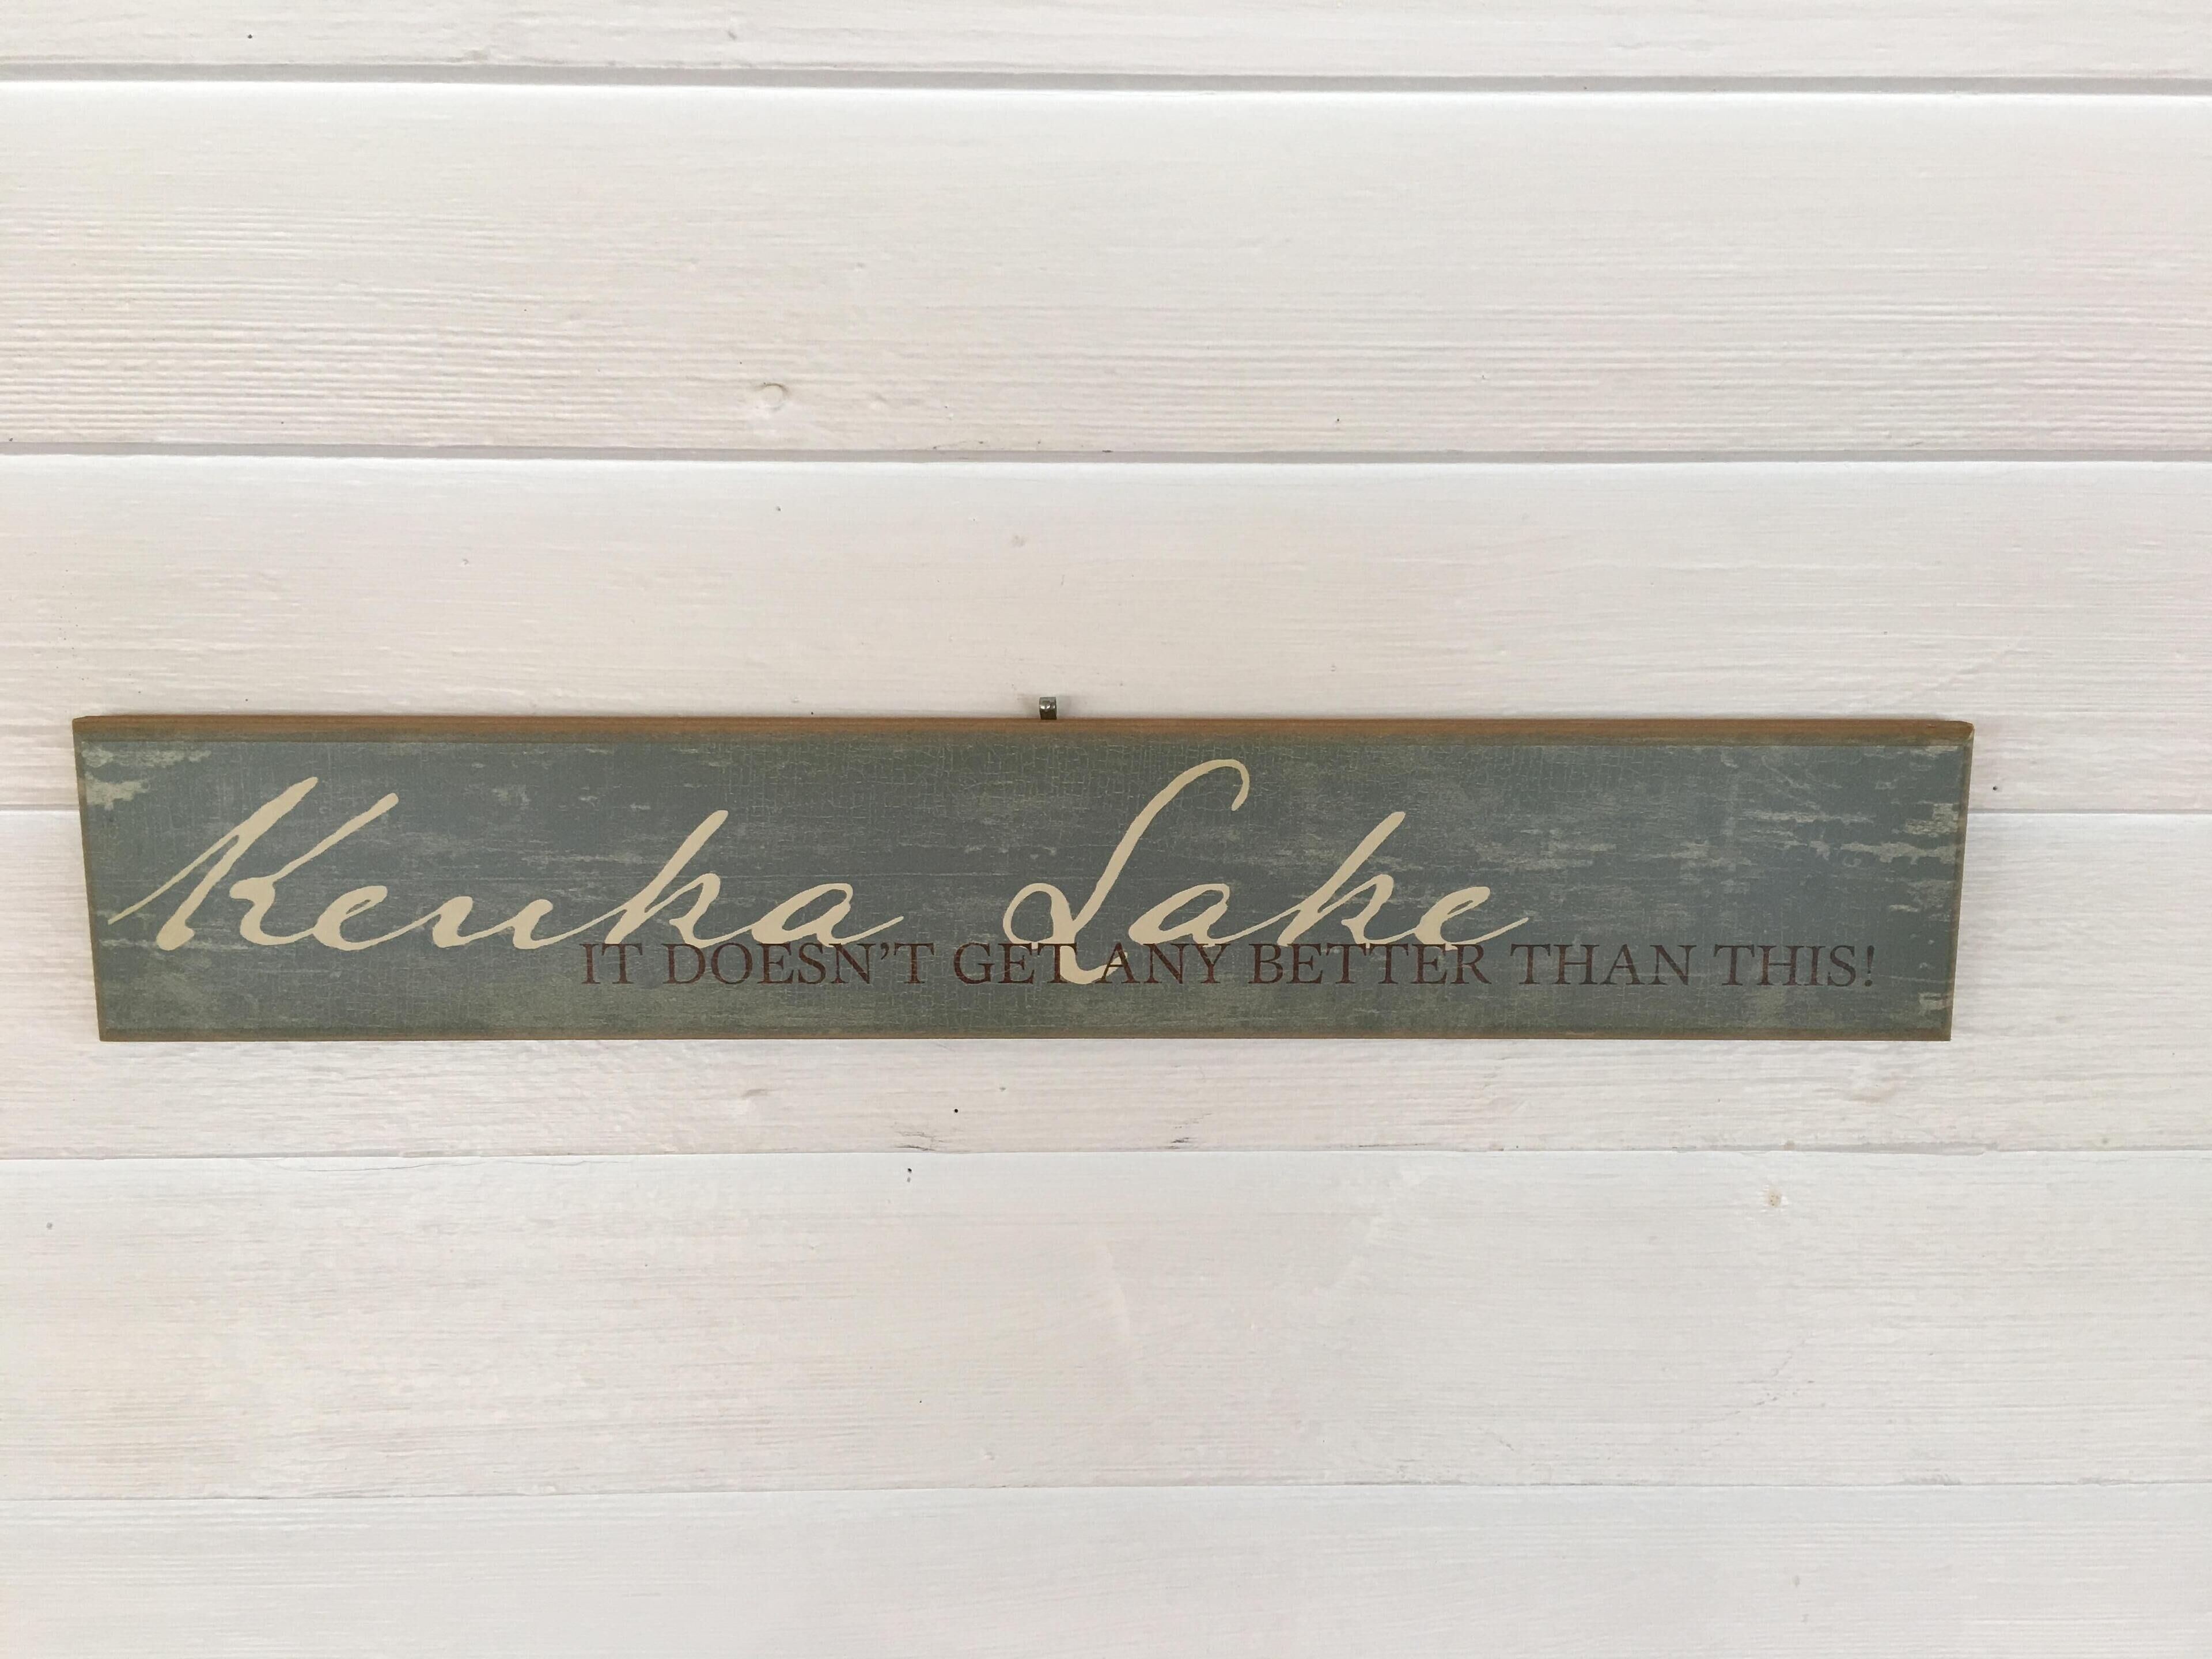 Keuka Lake
IT DOESN'T GET ANY BETTER THAN THIS!